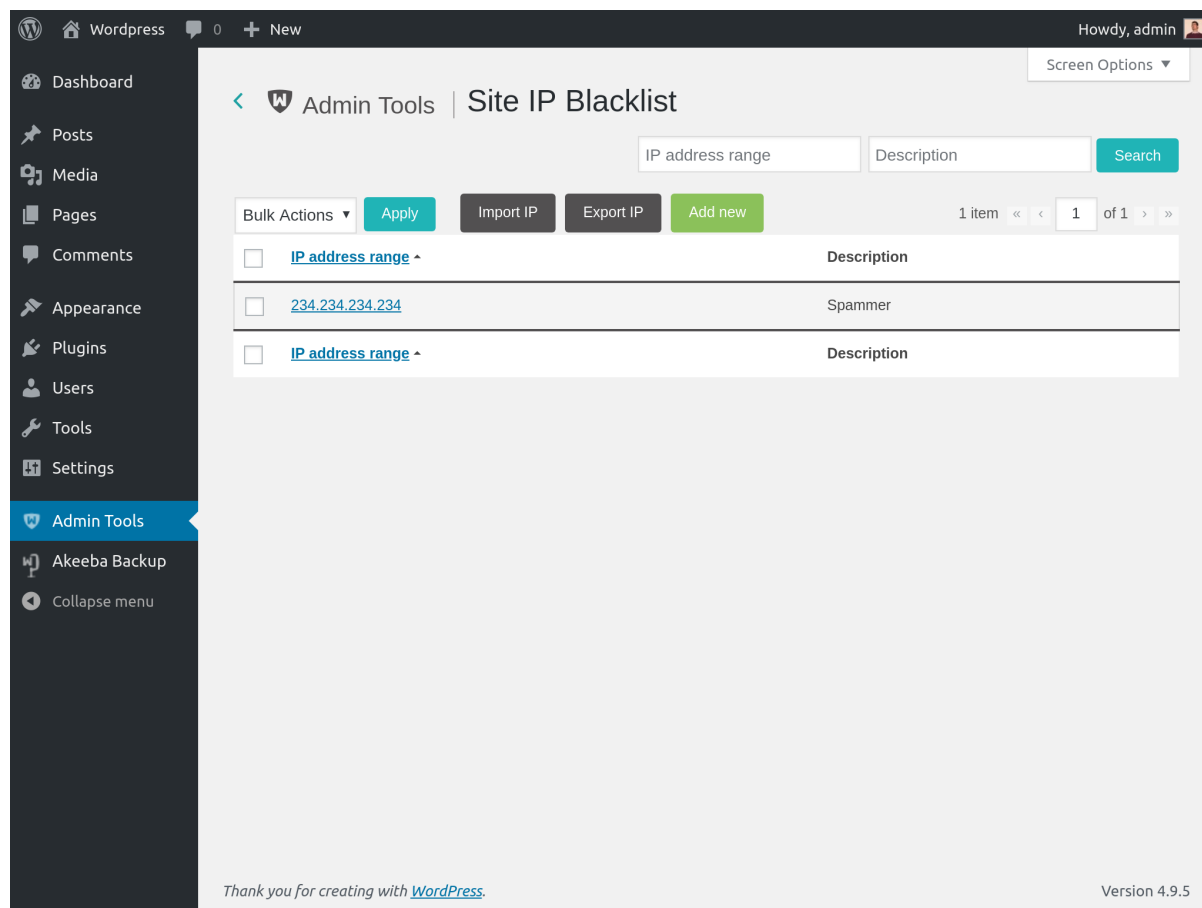 Wordpress 0 New Howdy, admin
Screen Options ▼
Dashboard
Posts
Media
Pages
Comments
Appearance
Plugins
Users
Tools
Settings
Admin Tools
Akeeba Backup
Collapse menu
Admin Tools | Site IP Blacklist
IP address range Description Search
Bulk Actions ▼ Apply Import IP Export IP Add new 1 item « ‹ 1 of 1 › »
IP address range Description
234.234.234.234 Spammer
IP address range Description
Thank you for creating with WordPress. Version 4.9.5